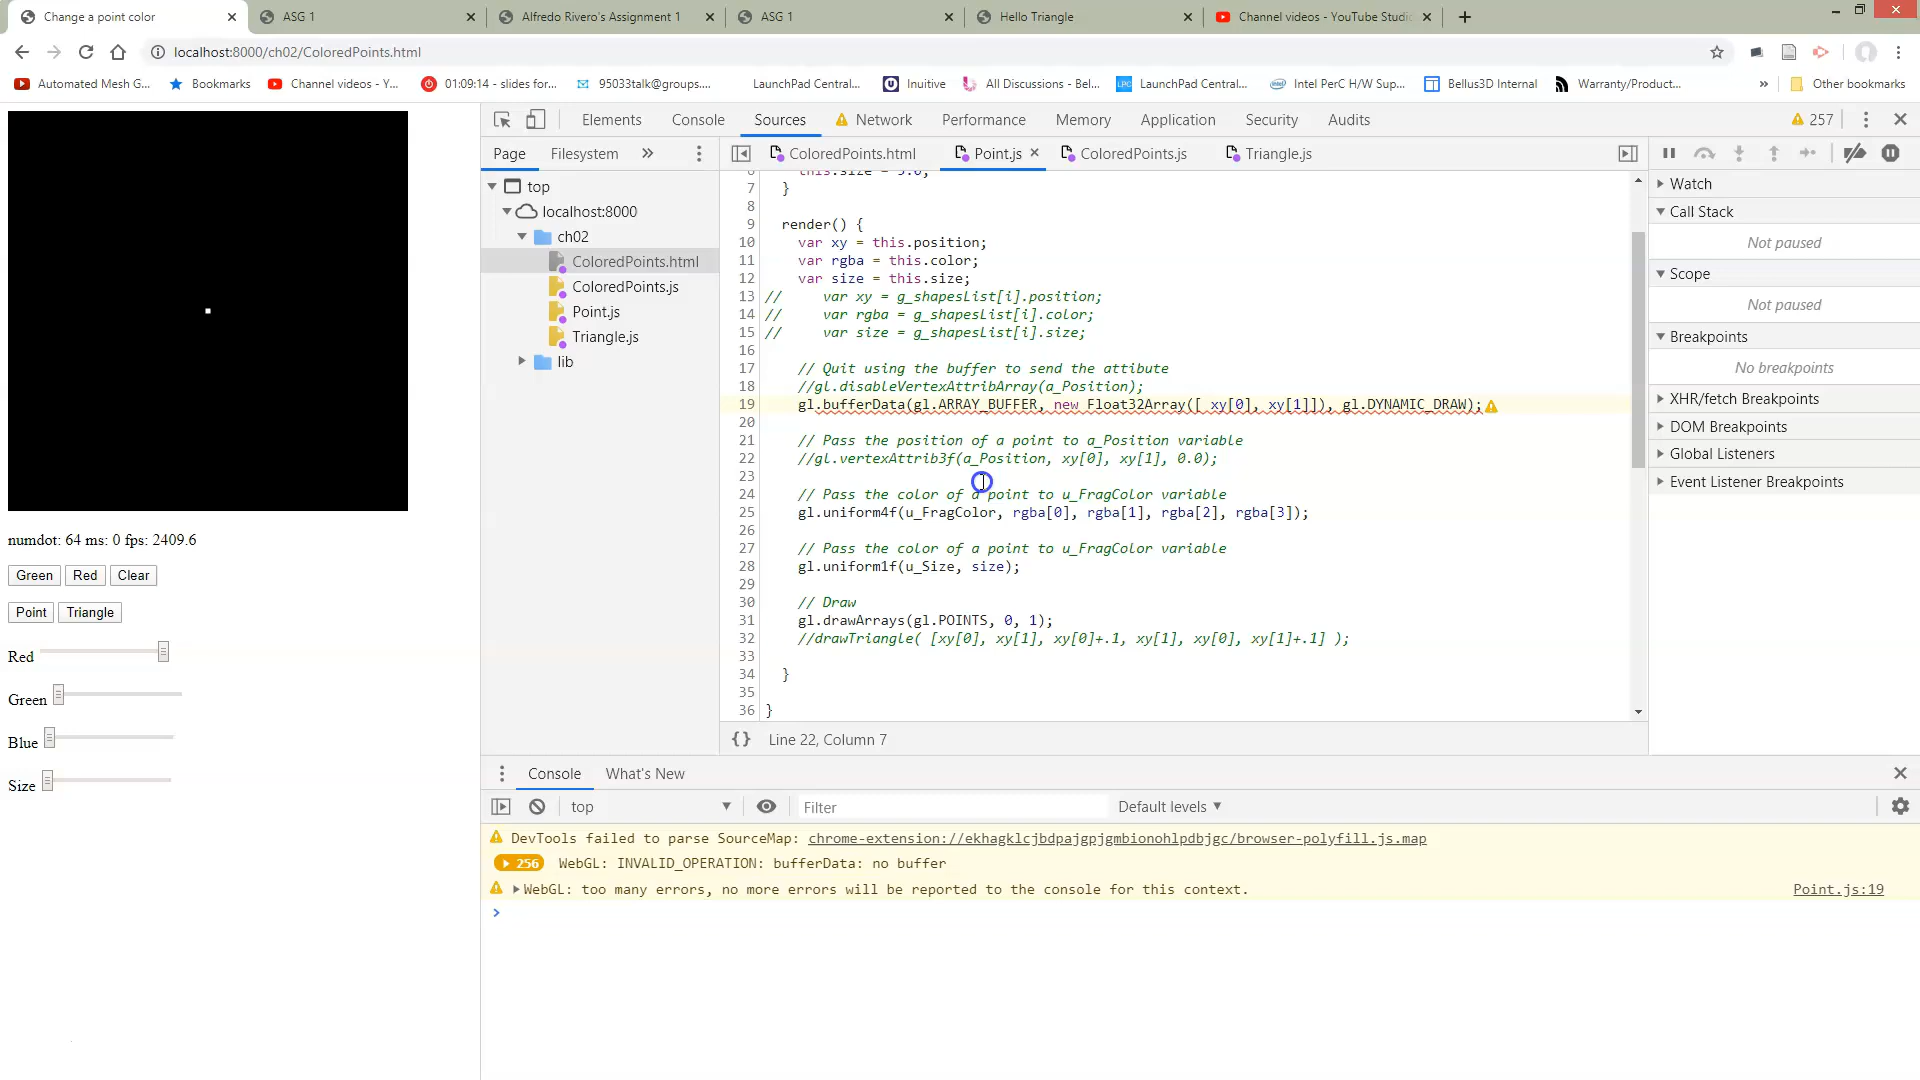 Change a point color
ASG 1
Alfredo Rivero's Assignment 1
ASG 1
Hello Triangle
Channel videos - YouTube Studio
localhost:8000/ch02/ColoredPoints.html
Automated Mesh G...
Bookmarks
Channel videos - Y...
01:09:14 - slides for...
95033talk@groups....
LaunchPad Central...
Inuitive
All Discussions - Bel...
LaunchPad Central...
Intel PerC H/W Sup...
Bellus3D Internal
Warranty/Product...
»
Other bookmarks
Elements
Console
Sources
Network
Performance
Memory
Application
Security
Audits
257
Page
Filesystem
»
ColoredPoints.html
Point.js
ColoredPoints.js
Triangle.js
top
localhost:8000
ch02
ColoredPoints.html
ColoredPoints.js
Point.js
Triangle.js
lib
6 this.size = 5.0;
7 }
8
9 render() {
10 var xy = this.position;
11 var rgba = this.color;
12 var size = this.size;
13 // var xy = g_shapesList[i].position;
14 // var rgba = g_shapesList[i].color;
15 // var size = g_shapesList[i].size;
16
17 // Quit using the buffer to send the attibute
18 //gl.disableVertexAttribArray(a_Position);
19 gl.bufferData(gl.ARRAY_BUFFER, new Float32Array([ xy[0], xy[1]]), gl.DYNAMIC_DRAW);
20
21 // Pass the position of a point to a_Position variable
22 //gl.vertexAttrib3f(a_Position, xy[0], xy[1], 0.0);
23
24 // Pass the color of a point to u_FragColor variable
25 gl.uniform4f(u_FragColor, rgba[0], rgba[1], rgba[2], rgba[3]);
26
27 // Pass the color of a point to u_FragColor variable
28 gl.uniform1f(u_Size, size);
29
30 // Draw
31 gl.drawArrays(gl.POINTS, 0, 1);
32 //drawTriangle( [xy[0], xy[1], xy[0]+.1, xy[1], xy[0], xy[1]+.1] );
33
34 }
35
36 }
{} Line 22, Column 7
Watch
Call Stack
Not paused
Scope
Not paused
Breakpoints
No breakpoints
XHR/fetch Breakpoints
DOM Breakpoints
Global Listeners
Event Listener Breakpoints
numdot: 64 ms: 0 fps: 2409.6
Green
Red
Clear
Point
Triangle
Red
Green
Blue
Size
Console
What's New
top
Filter
Default levels
DevTools failed to parse SourceMap: chrome-extension://ekhagklcjbdpajgpjgmbionohlpdbjgc/browser-polyfill.js.map
256 WebGL: INVALID_OPERATION: bufferData: no buffer
WebGL: too many errors, no more errors will be reported to the console for this context.
Point.js:19
>